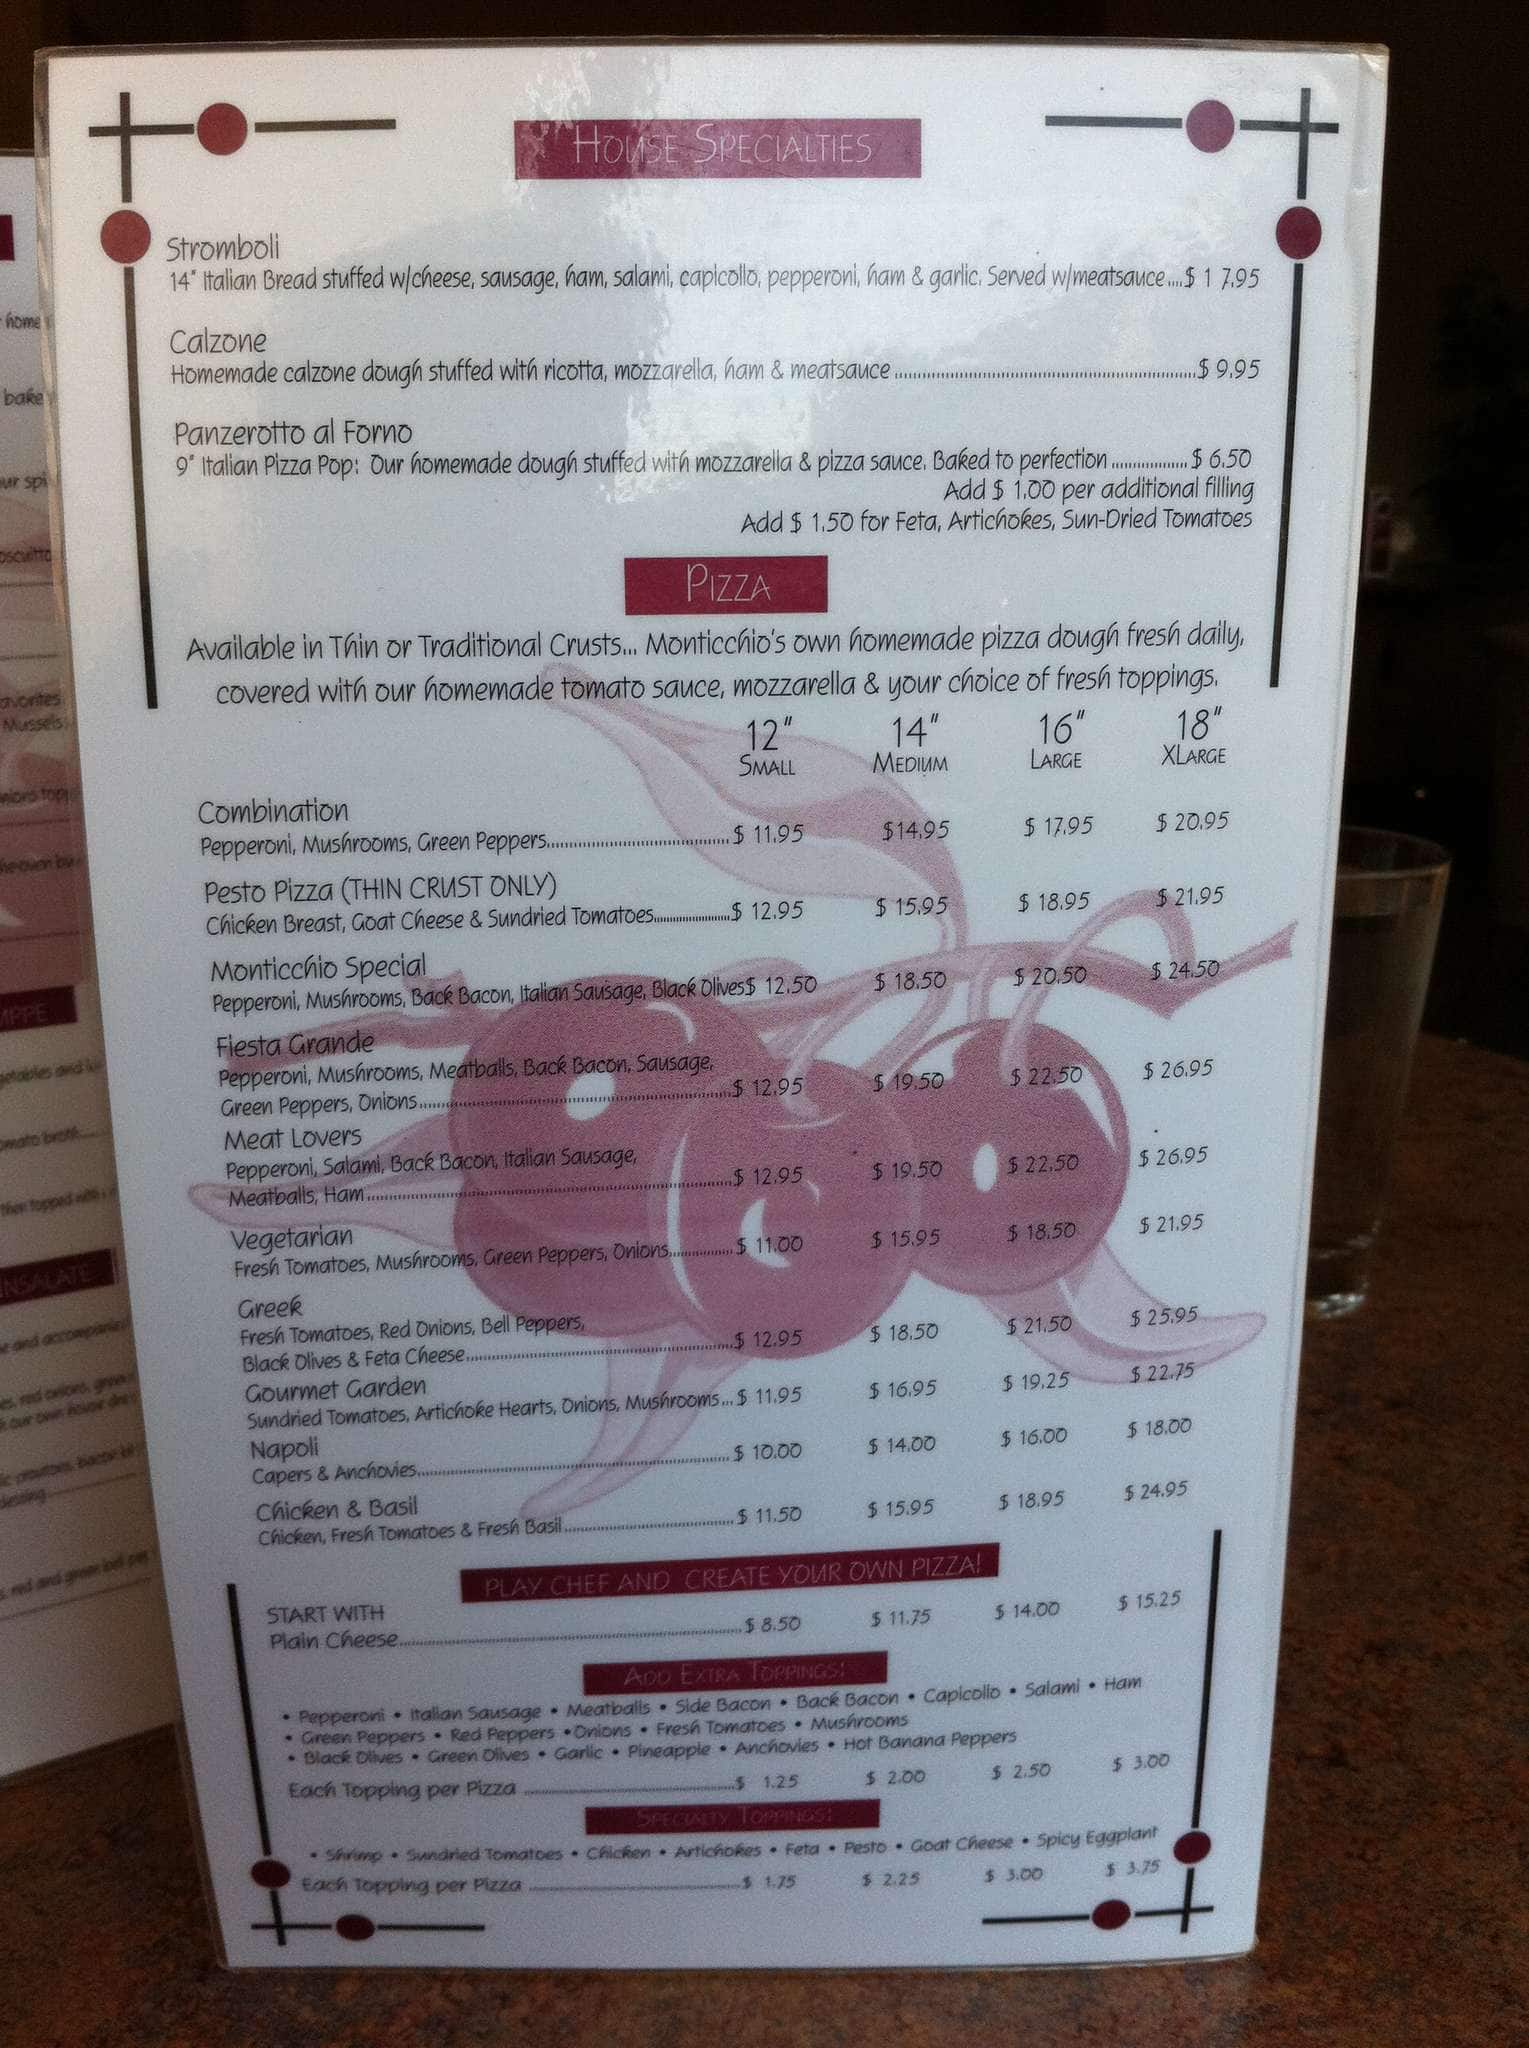 HOUSE SPECIALTIES
Stromboli
14" Italian Bread stuffed w/cheese, sausage, ham, salami, capicollo, pepperoni, ham & garlic. Served w/meatsauce....$ 1 7.95
Calzone
Homemade calzone dough stuffed with ricotta, mozzarella, ham & meatsauce ..........$ 9.95
Panzerotto al Forno
9" Italian Pizza Pop: Our homemade dough stuffed with mozzarella & pizza sauce. Baked to perfection ..........$ 6.50
Add $ 1.00 per additional filling
Add $ 1.50 for Feta, Artichokes, Sun-Dried Tomatoes
PIZZA
Available in Thin or Traditional Crusts... Monticchio's own homemade pizza dough fresh daily,
covered with our homemade tomato sauce, mozzarella & your choice of fresh toppings.
12" 14" 16" 18"
SMALL MEDIUM LARGE XLARGE
Combination
Pepperoni, Mushrooms, Green Peppers..........$ 11.95 $14.95 $ 17.95 $ 20.95
Pesto Pizza (THIN CRUST ONLY)
Chicken Breast, Goat Cheese & Sundried Tomatoes..........$ 12.95 $ 15.95 $ 18.95 $ 21.95
Monticchio Special
Pepperoni, Mushrooms, Back Bacon, Italian Sausage, Black Olives$ 12.50 $ 18.50 $ 20.50 $ 24.50
Fiesta Grande
Pepperoni, Mushrooms, Meatballs, Back Bacon, Sausage,
Green Peppers, Onions..........$ 12.95 $ 19.50 $ 22.50 $ 26.95
Meat Lovers
Pepperoni, Salami, Back Bacon, Italian Sausage,
Meatballs, Ham..........$ 12.95 $ 19.50 $ 22.50 $ 26.95
Vegetarian
Fresh Tomatoes, Mushrooms, Green Peppers, Onions..........$ 11.00 $ 15.95 $ 18.50 $ 21.95
Greek
Fresh Tomatoes, Red Onions, Bell Peppers,
Black Olives & Feta Cheese..........$ 12.95 $ 18.50 $ 21.50 $ 25.95
Gourmet Garden
Sundried Tomatoes, Artichoke Hearts, Onions, Mushrooms...$ 11.95 $ 16.95 $ 19.25 $ 22.75
Napoli
Capers & Anchovies..........$ 10.00 $ 14.00 $ 16.00 $ 18.00
Chicken & Basil
Chicken, Fresh Tomatoes & Fresh Basil..........$ 11.50 $ 15.95 $ 18.95 $ 24.95
PLAY CHEF AND CREATE YOUR OWN PIZZA!
START WITH
Plain Cheese..........$ 8.50 $ 11.75 $ 14.00 $ 15.25
ADD EXTRA TOPPINGS!
• Pepperoni • Italian Sausage • Meatballs • Side Bacon • Back Bacon • Capicollo • Salami • Ham
• Green Peppers • Red Peppers • Onions • Fresh Tomatoes • Mushrooms
• Black Olives • Green Olives • Garlic • Pineapple • Anchovies • Hot Banana Peppers
Each Topping per Pizza ..........$ 1.25 $ 2.00 $ 2.50 $ 3.00
SPECIALTY TOPPINGS!
• Shrimp • Sundried Tomatoes • Chicken • Artichokes • Feta • Pesto • Goat Cheese • Spicy Eggplant
Each Topping per Pizza ..........$ 1.75 $ 2.25 $ 3.00 $ 3.75